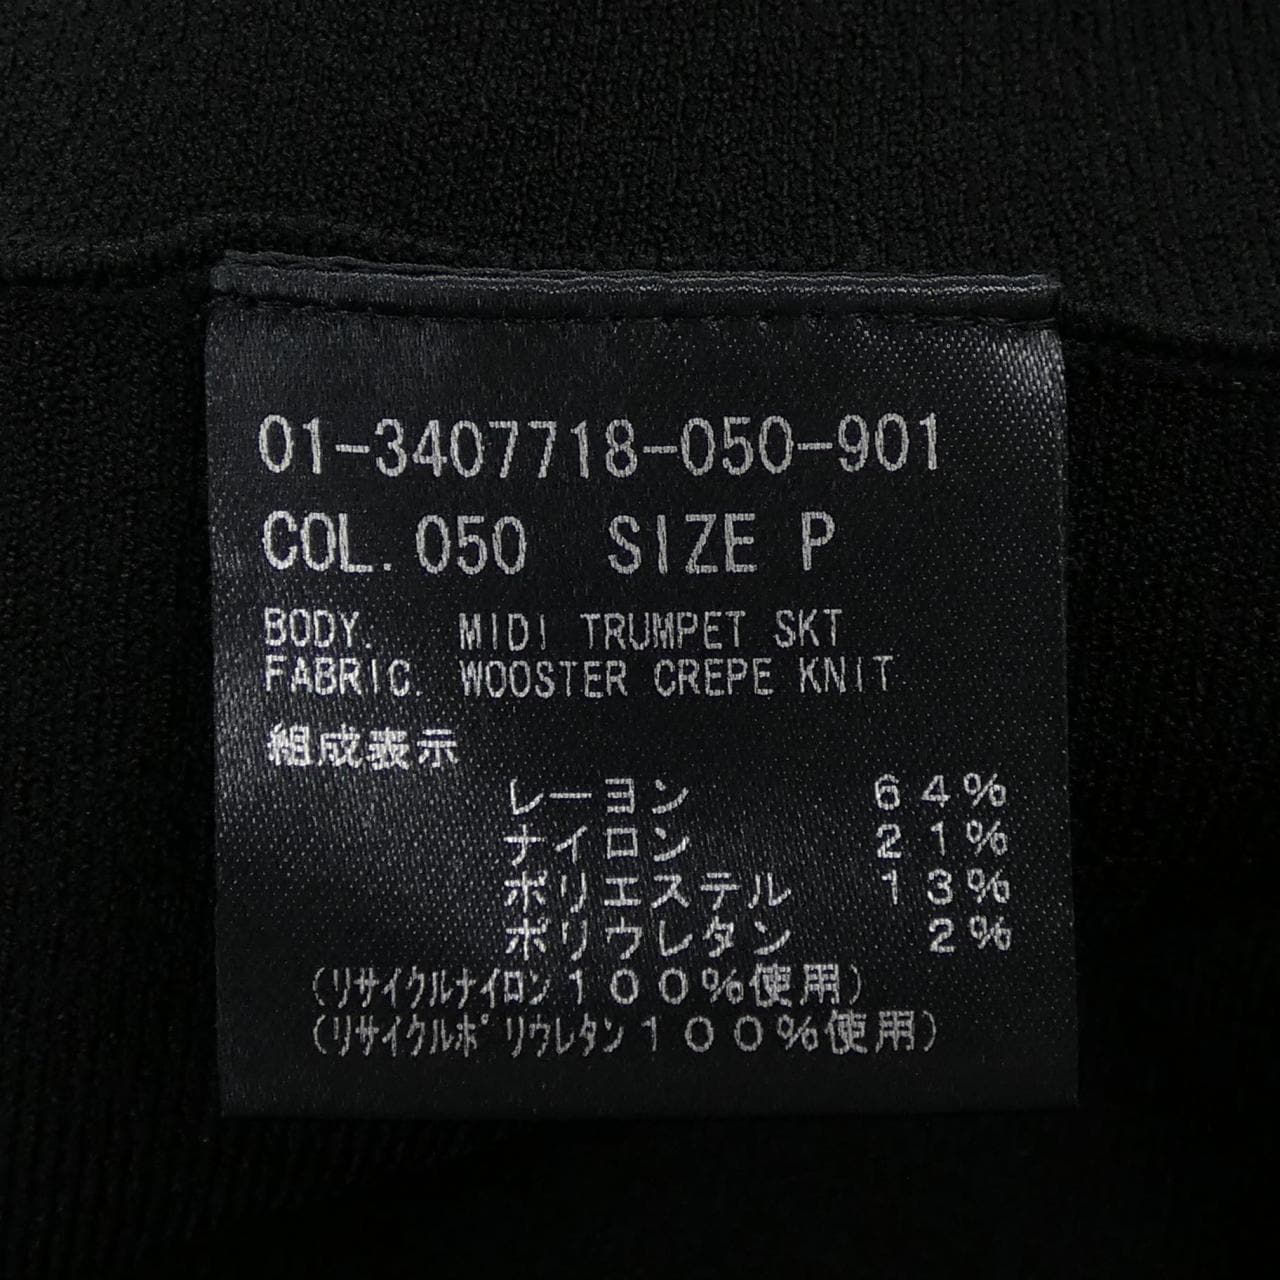 01-3407718-050-901
COL. 050 SIZE P
BODY. MIDI TRUMPET SKT
FABRIC. WOOSTER CREPE KNIT
組成表示
レーヨン 64%
ナイロン 21%
ポリエステル 13%
ポリウレタン 2%
(ﾘｻｲｸﾙﾅｲﾛﾝ100%使用)
(ﾘｻｲｸﾙﾎﾟﾘｳﾚﾀﾝ100%使用)